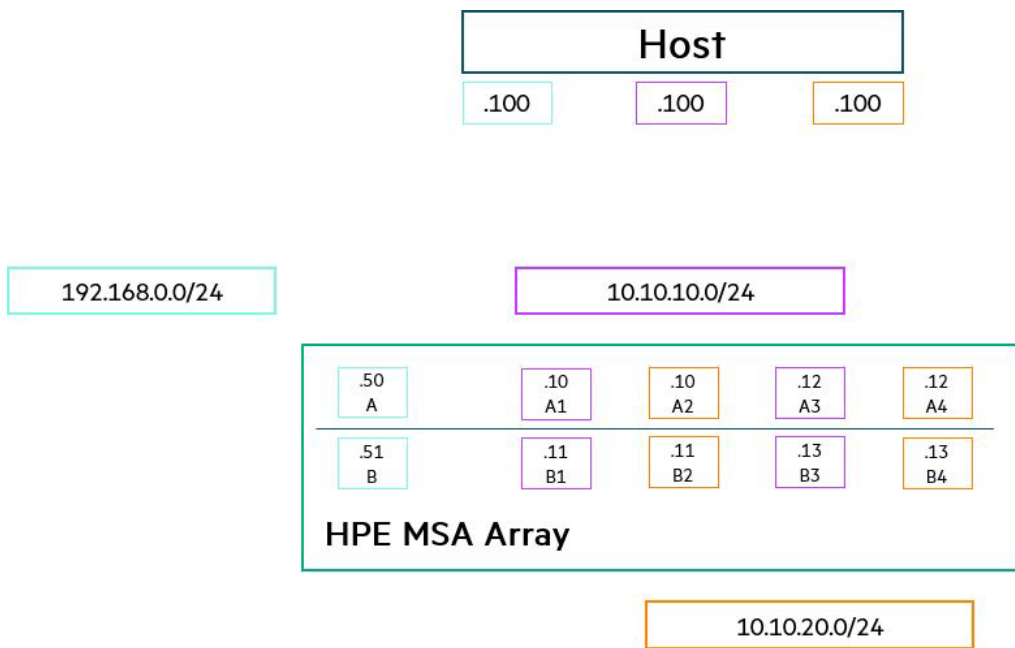 Host
.100
.100
.100
192.168.0.0/24
10.10.10.0/24
.50
A
.10
A1
.10
A2
.12
A3
.12
A4
.51
B
.11
B1
.11
B2
.13
B3
.13
B4
HPE MSA Array
10.10.20.0/24